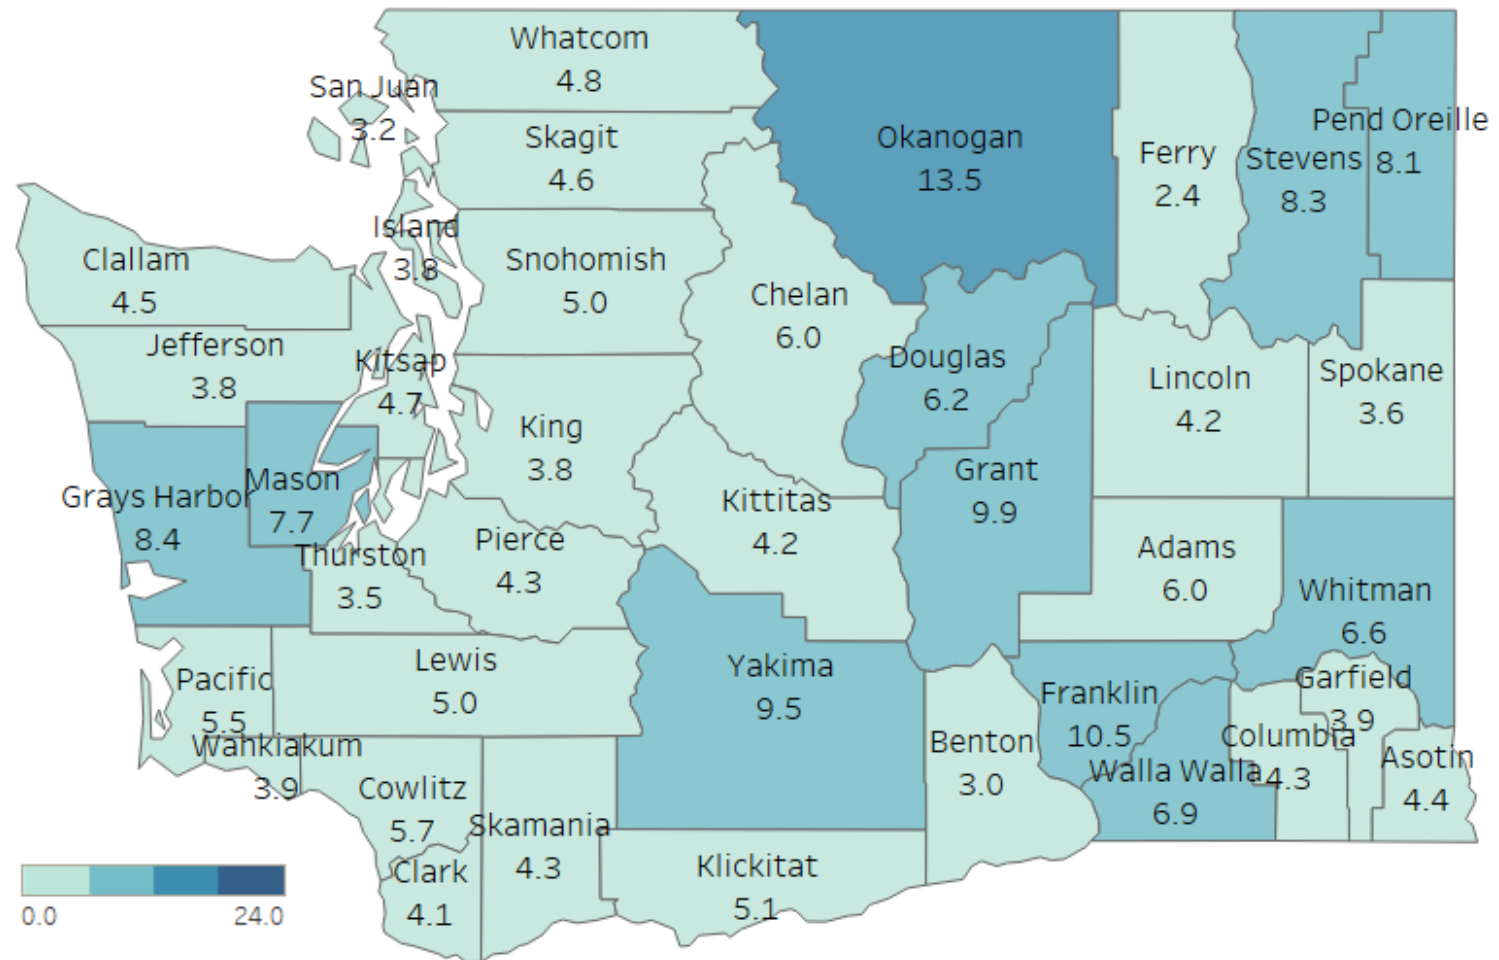 Whatcom
4.8
San Juan
3.2
Skagit
4.6
Okanogan
13.5
Ferry
2.4
Stevens
8.3
Pend Oreille
8.1
Island
3.8
Clallam
4.5
Snohomish
5.0
Chelan
6.0
Jefferson
3.8
Kitsap
4.7
Douglas
6.2
Lincoln
4.2
Spokane
3.6
King
3.8
Grays Harbor
8.4
Mason
7.7
Kittitas
4.2
Grant
9.9
Thurston
3.5
Pierce
4.3
Adams
6.0
Whitman
6.6
Pacific
5.5
Lewis
5.0
Yakima
9.5
Franklin
10.5
Garfield
3.9
Wahkiakum
3.9
Benton
3.0
Walla Walla
6.9
Columbia
4.3
Asotin
4.4
Cowlitz
5.7
Skamania
4.3
Clark
4.1
Klickitat
5.1
0.0
24.0